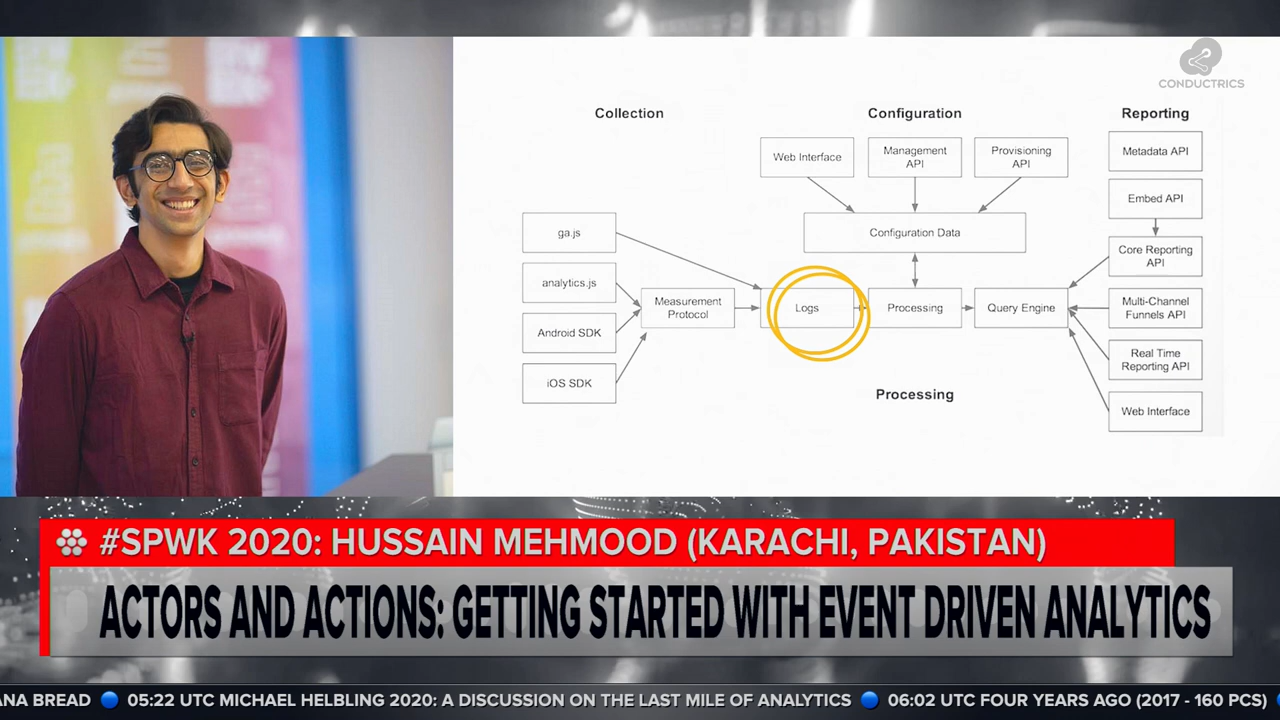 CONDUCTRICS
Collection
Configuration
Reporting
Web Interface
Management
API
Provisioning
API
Metadata API
Embed API
ga.js
Configuration Data
Core Reporting
API
analytics.js
Measurement
Protocol
Logs
Processing
Query Engine
Multi-Channel
Funnels API
Android SDK
Real Time
Reporting API
iOS SDK
Processing
Web Interface
#SPWK 2020: HUSSAIN MEHMOOD (KARACHI, PAKISTAN)
ACTORS AND ACTIONS: GETTING STARTED WITH EVENT DRIVEN ANALYTICS
ANA BREAD 05:22 UTC MICHAEL HELBLING 2020: A DISCUSSION ON THE LAST MILE OF ANALYTICS 06:02 UTC FOUR YEARS AGO (2017 - 160 PCS)